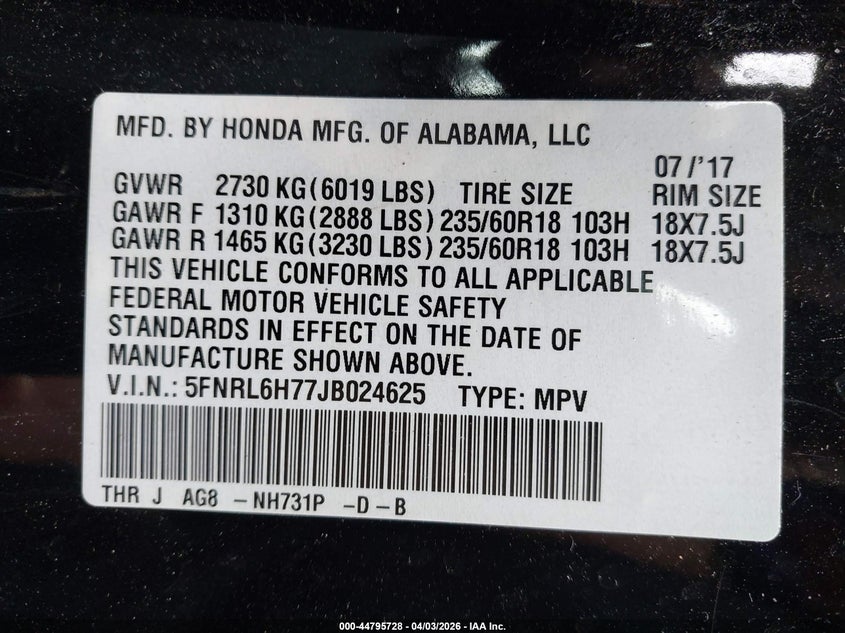 MFD. BY HONDA MFG. OF ALABAMA, LLC
07/'17
GVWR 2730 KG(6019 LBS) TIRE SIZE RIM SIZE
GAWR F 1310 KG(2888 LBS) 235/60R18 103H 18X7.5J
GAWR R 1465 KG(3230 LBS) 235/60R18 103H 18X7.5J
THIS VEHICLE CONFORMS TO ALL APPLICABLE
FEDERAL MOTOR VEHICLE SAFETY
STANDARDS IN EFFECT ON THE DATE OF
MANUFACTURE SHOWN ABOVE.
V.I.N.: 5FNRL6H77JB024625 TYPE: MPV
THR J AG8 -NH731P -D-B
000-44795728 - 04/03/2026 - IAA Inc.